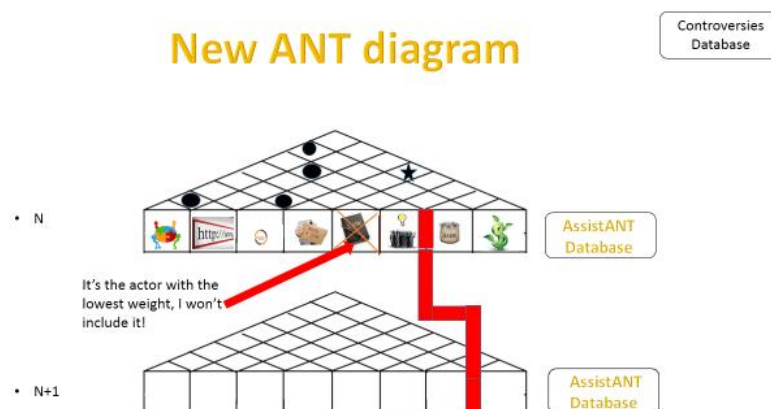 New ANT diagram
Controversies
Database
• N
http://
AssistANT
Database
It's the actor with the
lowest weight, I won't
include it!
• N+1
AssistANT
Database